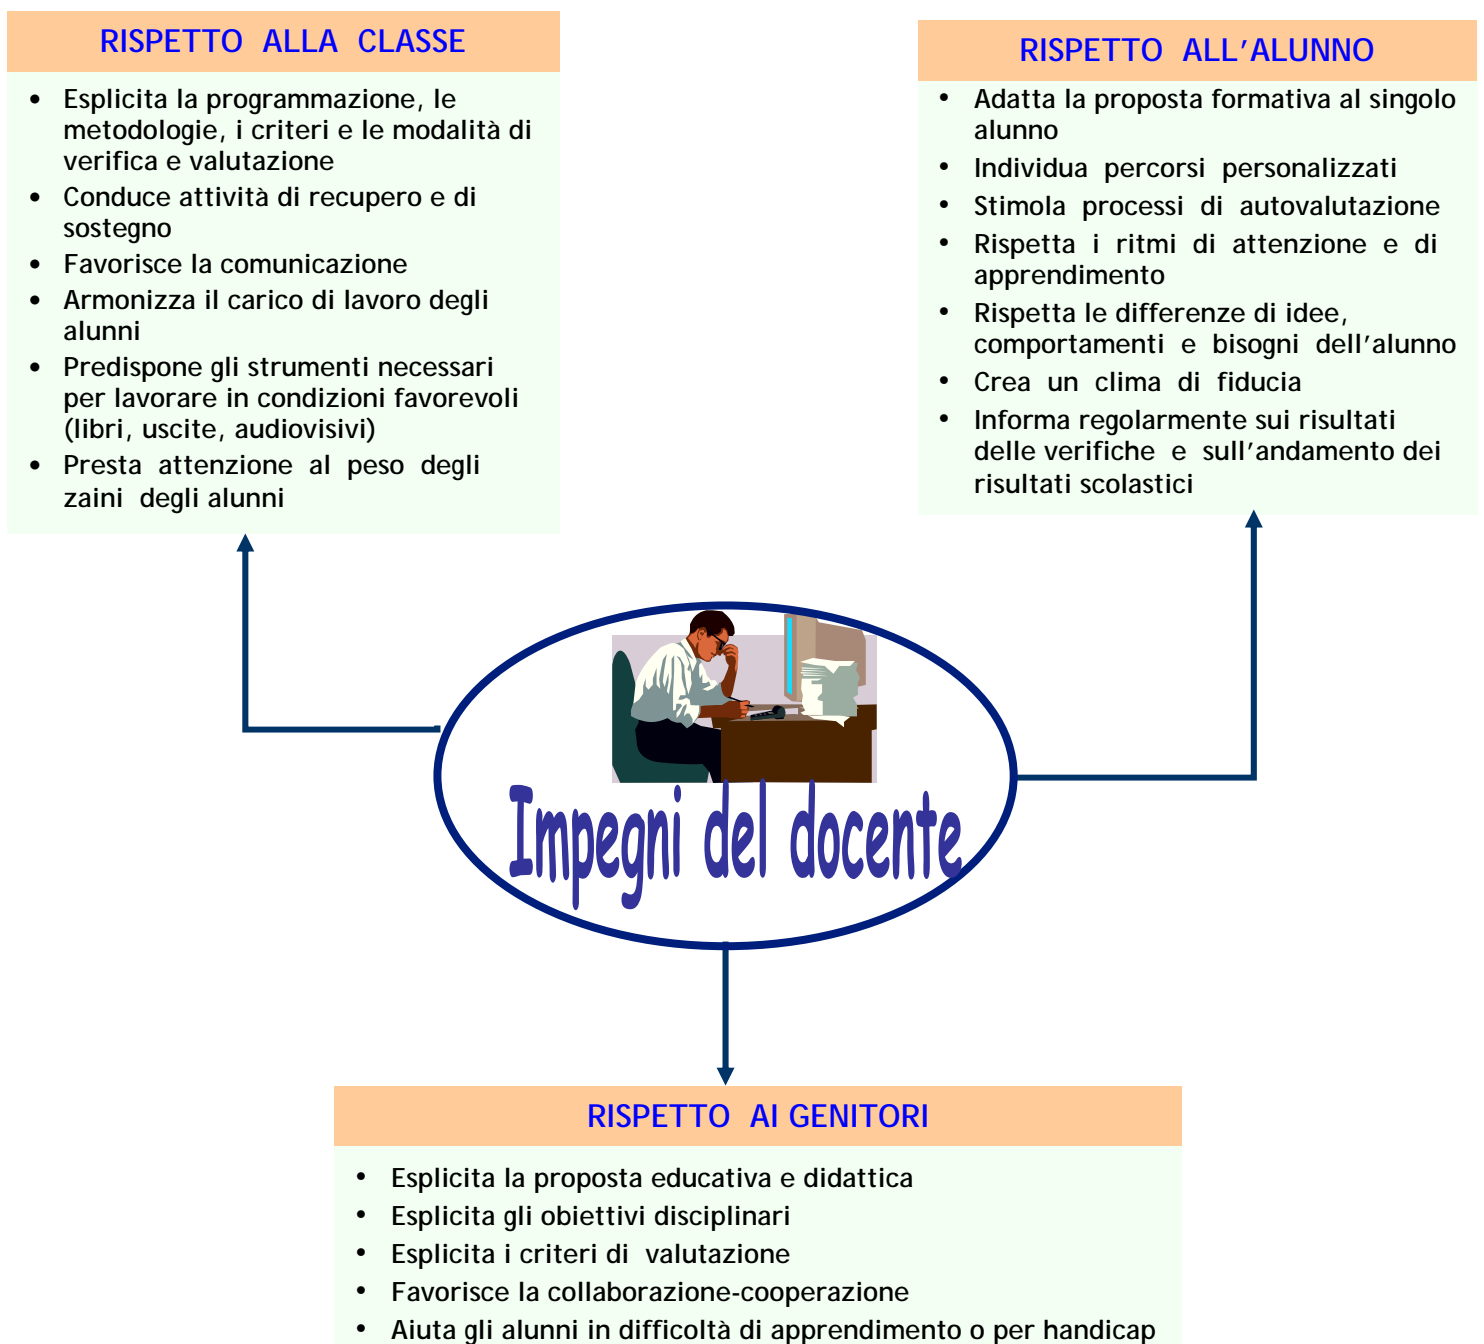 RISPETTO ALLA CLASSE
• Esplicita la programmazione, le
metodologie, i criteri e le modalità di
verifica e valutazione
• Conduce attività di recupero e di
sostegno
• Favorisce la comunicazione
• Armonizza il carico di lavoro degli
alunni
• Predispone gli strumenti necessari
per lavorare in condizioni favorevoli
(libri, uscite, audiovisivi)
• Presta attenzione al peso degli
zaini degli alunni
RISPETTO ALL'ALUNNO
• Adatta la proposta formativa al singolo
alunno
• Individua percorsi personalizzati
• Stimola processi di autovalutazione
• Rispetta i ritmi di attenzione e di
apprendimento
• Rispetta le differenze di idee,
comportamenti e bisogni dell'alunno
• Crea un clima di fiducia
• Informa regolarmente sui risultati
delle verifiche e sull'andamento dei
risultati scolastici
Impegni del docente
RISPETTO AI GENITORI
• Esplicita la proposta educativa e didattica
• Esplicita gli obiettivi disciplinari
• Esplicita i criteri di valutazione
• Favorisce la collaborazione-cooperazione
• Aiuta gli alunni in difficoltà di apprendimento o per handicap